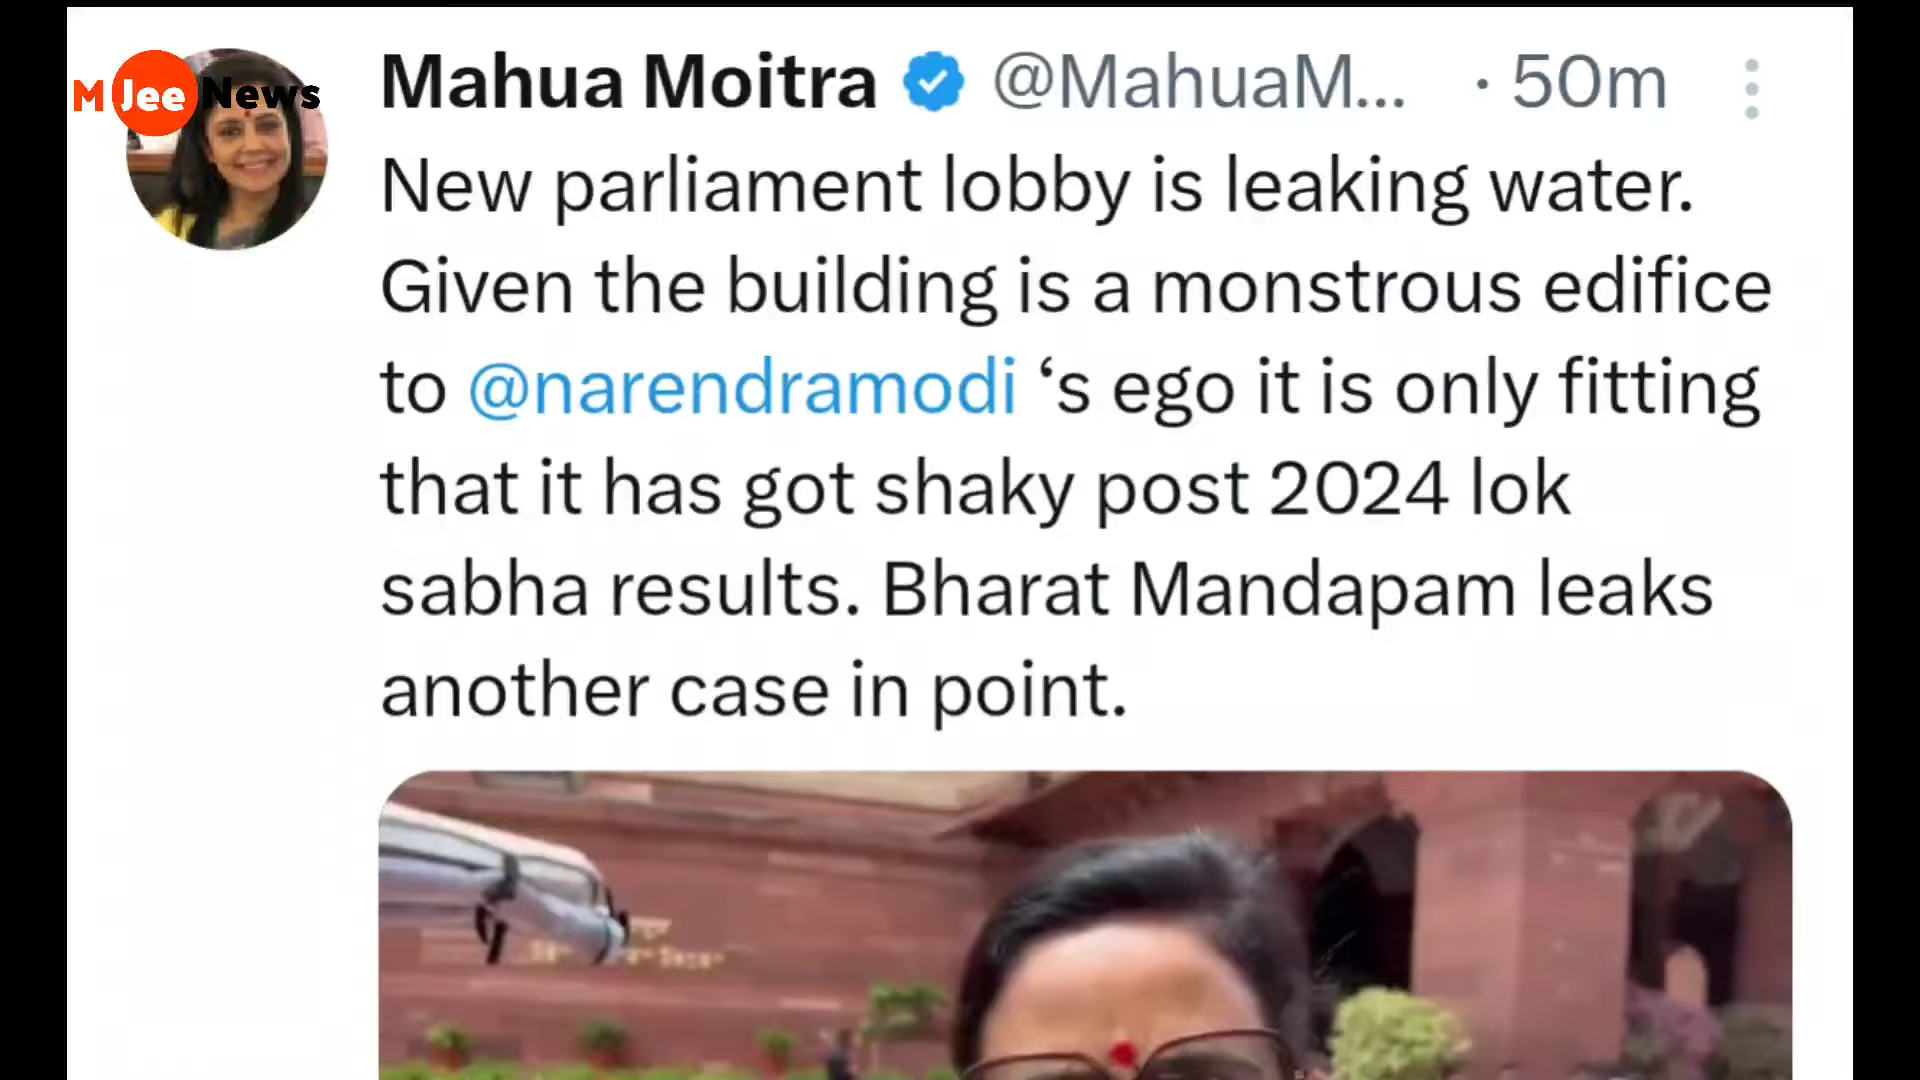 M Jee News
Mahua Moitra @MahuaM... · 50m
New parliament lobby is leaking water.
Given the building is a monstrous edifice
to @narendramodi ‘s ego it is only fitting
that it has got shaky post 2024 lok
sabha results. Bharat Mandapam leaks
another case in point.